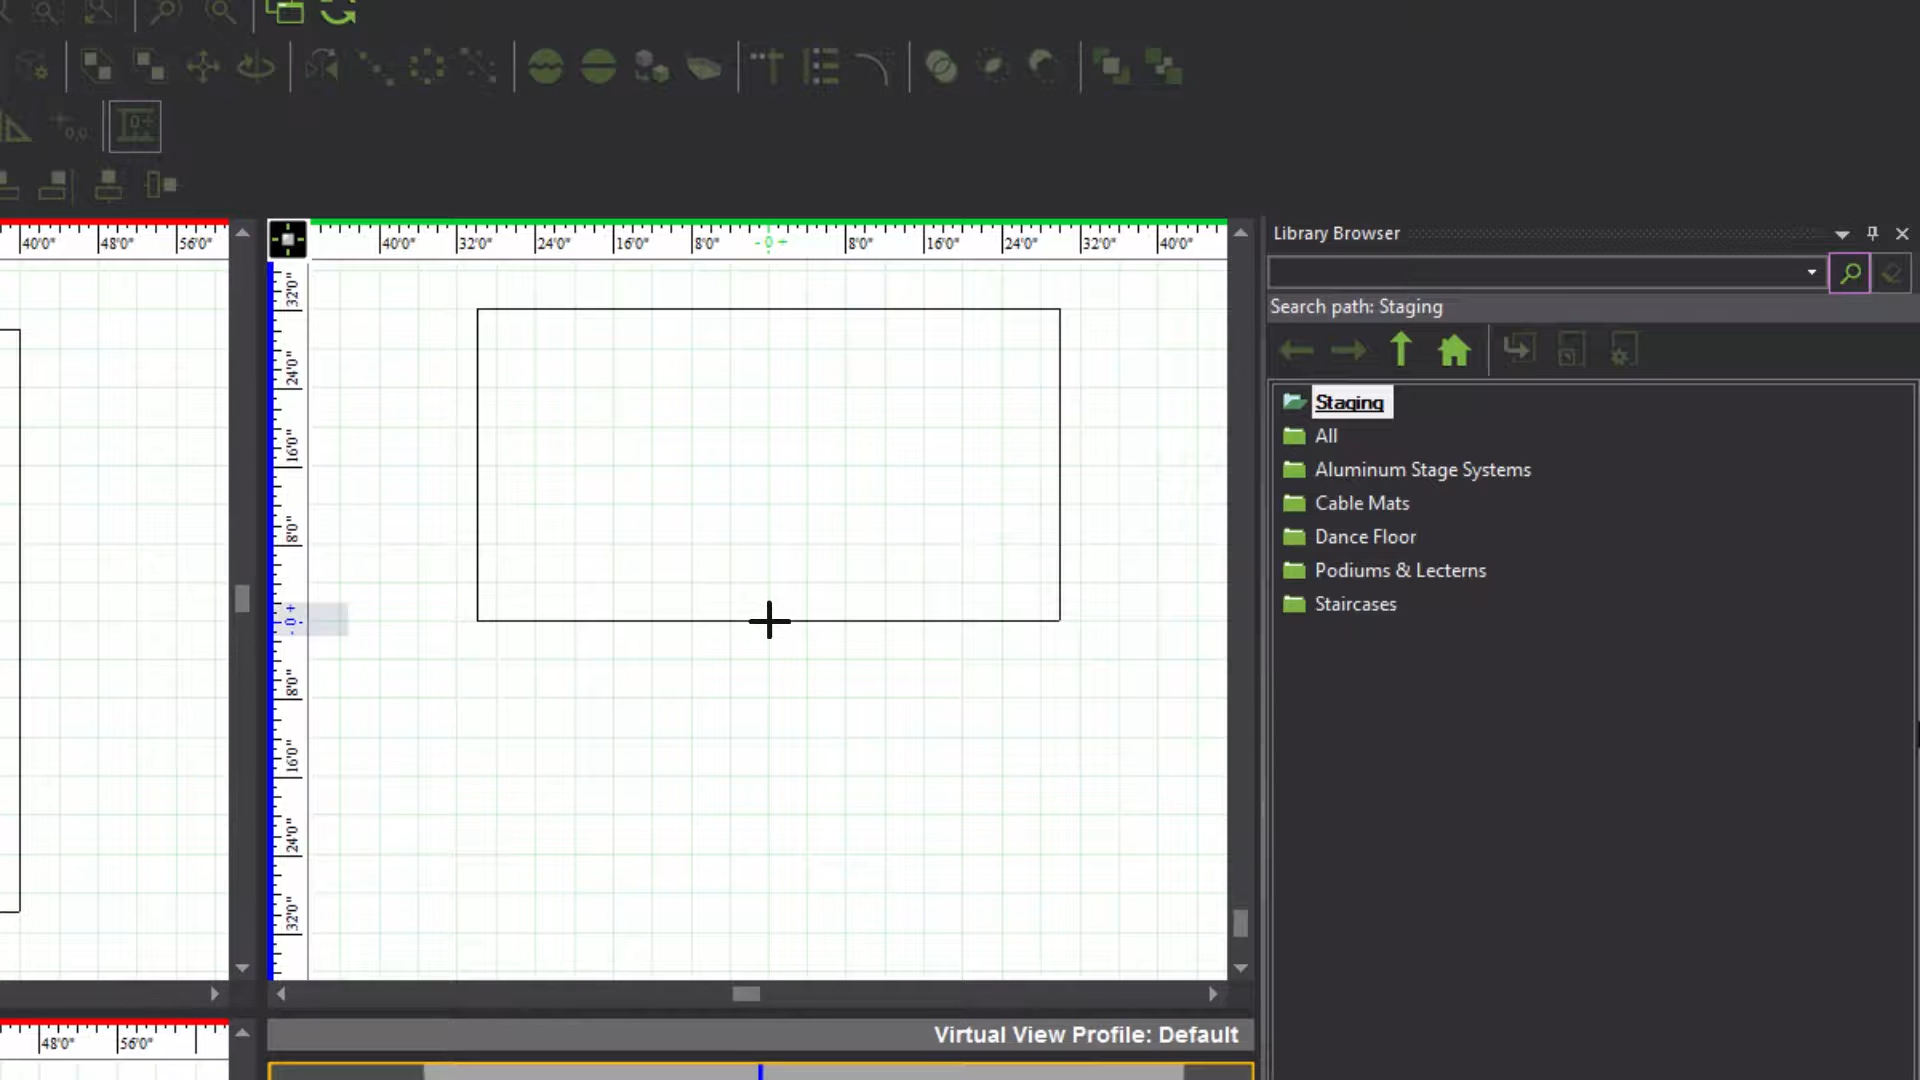 0,0
0+
40'0" 48'0" 56'0"
40'0" 32'0" 24'0" 16'0" 8'0" - 0 + 8'0" 16'0" 24'0" 32'0" 40'0"
32'0"
24'0"
16'0"
8'0"
- 0 +
8'0"
16'0"
24'0"
32'0"
Library Browser
Search path: Staging
Staging
All
Aluminum Stage Systems
Cable Mats
Dance Floor
Podiums & Lecterns
Staircases
Virtual View Profile: Default
48'0" 56'0"